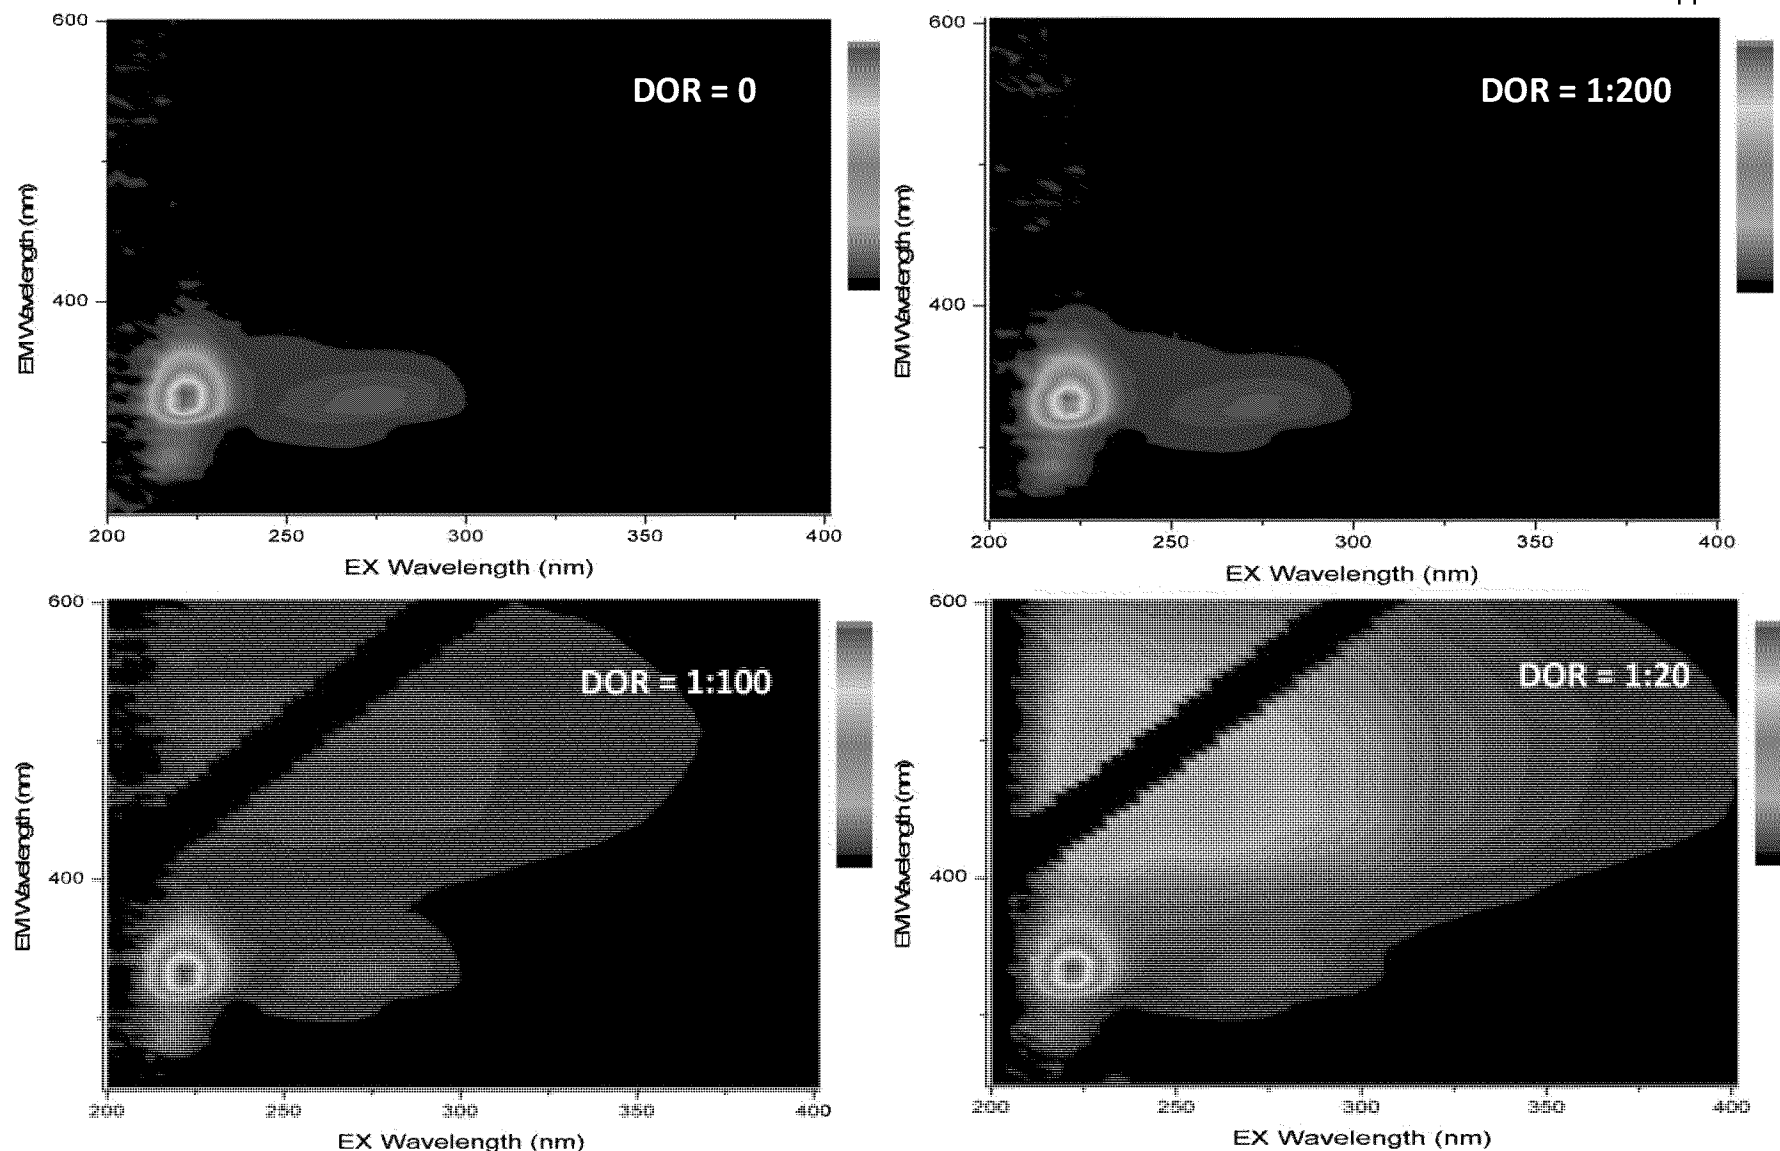 600
DOR = 0
400
EM Wavelength (nm)
200 250 300 350 400
EX Wavelength (nm)
600
DOR = 1:200
400
EM Wavelength (nm)
200 250 300 350 400
EX Wavelength (nm)
600
DOR = 1:100
400
EM Wavelength (nm)
200 250 300 350 400
EX Wavelength (nm)
600
DOR = 1:20
400
EM Wavelength (nm)
200 250 300 350 400
EX Wavelength (nm)